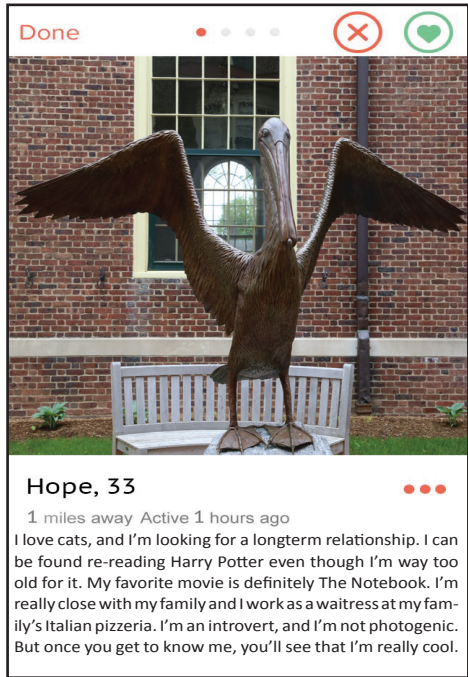 Done
Hope, 33
1 miles away Active 1 hours ago
I love cats, and I'm looking for a longterm relationship. I can
be found re-reading Harry Potter even though I'm way too
old for it. My favorite movie is definitely The Notebook. I'm
really close with my family and I work as a waitress at my fam-
ily's Italian pizzeria. I'm an introvert, and I'm not photogenic.
But once you get to know me, you'll see that I'm really cool.